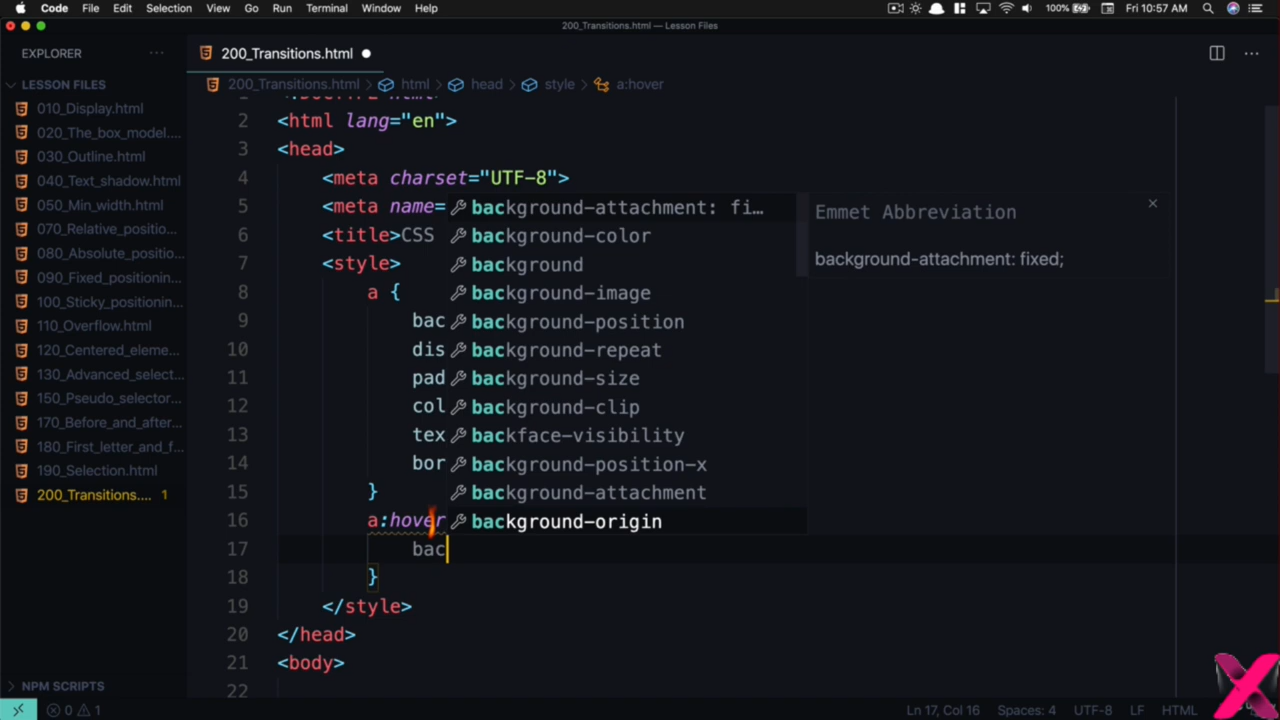 Code File Edit Selection View Go Run Terminal Window Help 100% Fri 10:57 AM
200_Transitions.html — Lesson Files
EXPLORER
200_Transitions.html
LESSON FILES
200_Transitions.html > html > head > style > a:hover
010_Display.html
020_The_box_model....
030_Outline.html
040_Text_shadow.html
050_Min_width.html
070_Relative_positio...
080_Absolute_positio...
090_Fixed_positionin...
100_Sticky_positionin...
110_Overflow.html
120_Centered_eleme...
130_Advanced_select...
150_Pseudo_selector...
170_Before_and_after...
180_First_letter_and_f...
190_Selection.html
200_Transitions.... 1
NPM SCRIPTS
2 <html lang="en">
3 <head>
4 <meta charset="UTF-8">
5 <meta name=
6 <title>CSS
7 <style>
8 a {
9 bac
10 dis
11 pad
12 col
13 tex
14 bor
15 }
16 a:hover
17 bac
18 }
19 </style>
20 </head>
21 <body>
22
background-attachment: fi...
background-color
background
background-image
background-position
background-repeat
background-size
background-clip
backface-visibility
background-position-x
background-attachment
background-origin
Emmet Abbreviation
background-attachment: fixed;
0 1 Ln 17, Col 16 Spaces: 4 UTF-8 LF HTML